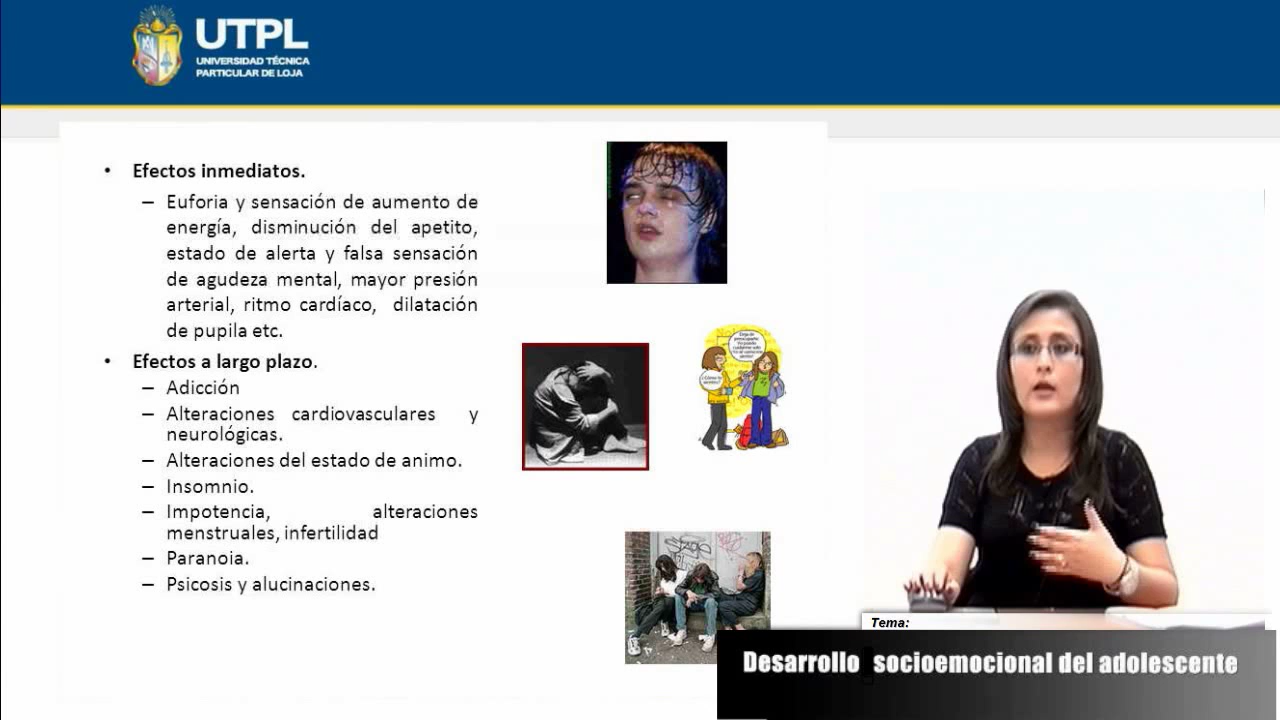 UTPL
UNIVERSIDAD TÉCNICA
PARTICULAR DE LOJA
• Efectos inmediatos.
– Euforia y sensación de aumento de
energía, disminución del apetito,
estado de alerta y falsa sensación
de agudeza mental, mayor presión
arterial, ritmo cardíaco, dilatación
de pupila etc.
• Efectos a largo plazo.
– Adicción
– Alteraciones cardiovasculares y
neurológicas.
– Alteraciones del estado de animo.
– Insomnio.
– Impotencia, alteraciones
menstruales, infertilidad
– Paranoia.
– Psicosis y alucinaciones.
Tema:
Desarrollo socioemocional del adolescente